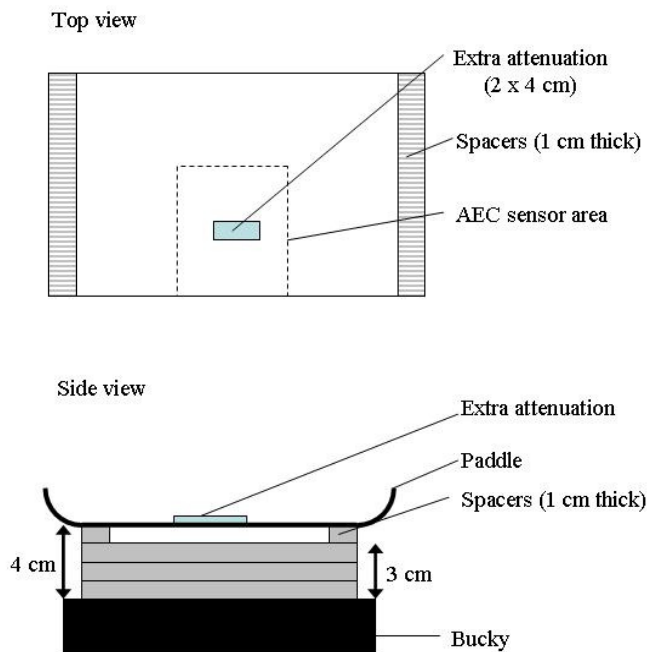 Top view
Extra attenuation
(2 x 4 cm)
Spacers (1 cm thick)
AEC sensor area
Side view
Extra attenuation
Paddle
Spacers (1 cm thick)
4 cm
3 cm
Bucky